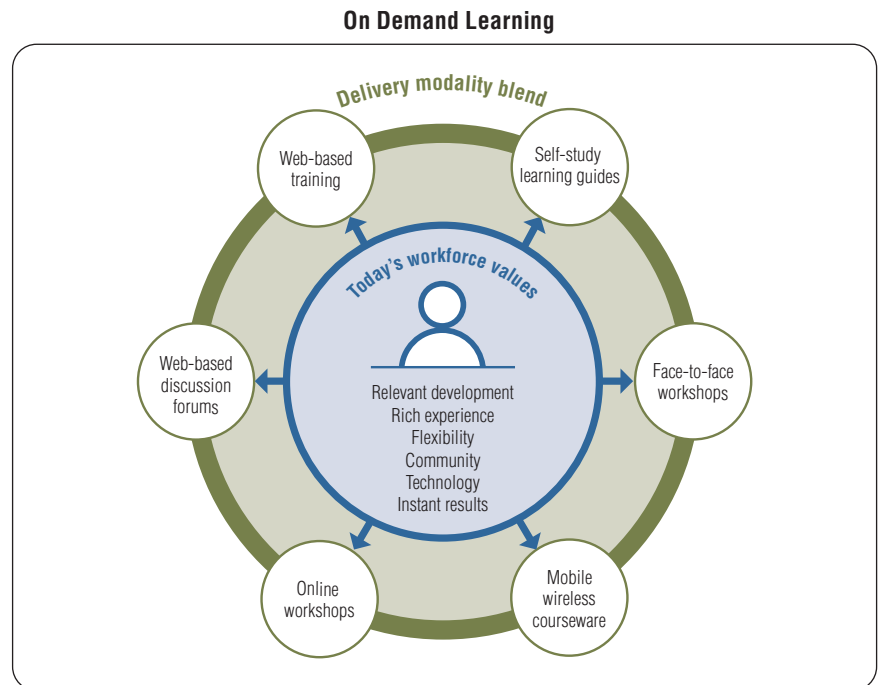 On Demand Learning
Delivery modality blend
Web-based
training
Self-study
learning guides
Today's workforce values
Web-based
discussion
forums
Relevant development
Rich experience
Flexibility
Community
Technology
Instant results
Face-to-face
workshops
Online
workshops
Mobile
wireless
courseware